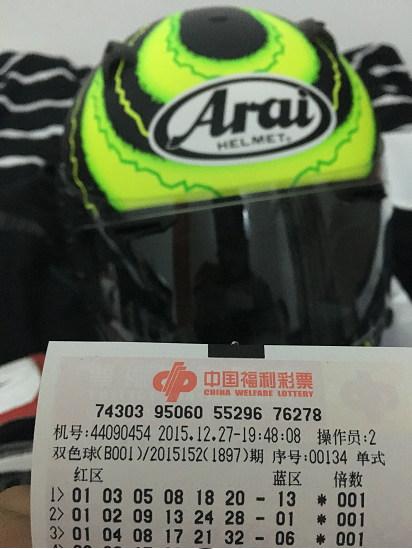 Arai
HELMET.
中国福利彩票
CHINA WELFARE LOTTERY
74303 95060 55296 76278
机号:44090454 2015.12.27-19:48:08 操作员:2
双色球(B001)/2015152(1897)期 序号:00134 单式
红区 蓝区 倍数
1> 01 03 05 08 18 20 - 13 * 001
2> 01 02 09 13 24 28 - 01 * 001
3> 01 04 08 17 21 32 - 06 * 001